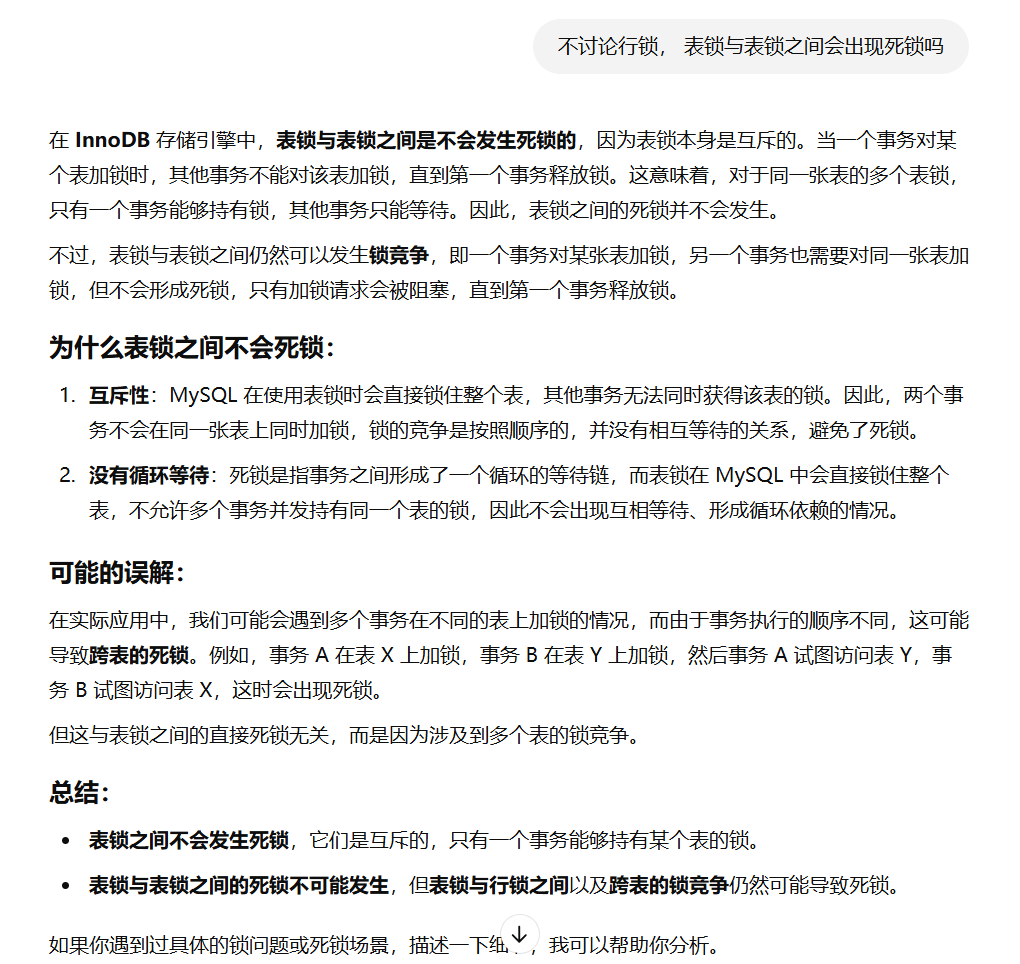 不讨论行锁， 表锁与表锁之间会出现死锁吗
在 InnoDB 存储引擎中，表锁与表锁之间是不会发生死锁的，因为表锁本身是互斥的。当一个事务对某
个表加锁时，其他事务不能对该表加锁，直到第一个事务释放锁。这意味着，对于同一张表的多个表锁，
只有一个事务能够持有锁，其他事务只能等待。因此，表锁之间的死锁并不会发生。
不过，表锁与表锁之间仍然可以发生锁竞争，即一个事务对某张表加锁，另一个事务也需要对同一张表加
锁，但不会形成死锁，只有加锁请求会被阻塞，直到第一个事务释放锁。
为什么表锁之间不会死锁：
1. 互斥性：MySQL 在使用表锁时会直接锁住整个表，其他事务无法同时获得该表的锁。因此，两个事
务不会在同一张表上同时加锁，锁的竞争是按照顺序的，并没有相互等待的关系，避免了死锁。
2. 没有循环等待：死锁是指事务之间形成了一个循环的等待链，而表锁在 MySQL 中会直接锁住整个
表，不允许多个事务并发持有同一个表的锁，因此不会出现互相等待、形成循环依赖的情况。
可能的误解：
在实际应用中，我们可能会遇到多个事务在不同的表上加锁的情况，而由于事务执行的顺序不同，这可能
导致跨表的死锁。例如，事务 A 在表 X 上加锁，事务 B 在表 Y 上加锁，然后事务 A 试图访问表 Y，事
务 B 试图访问表 X，这时会出现死锁。
但这与表锁之间的直接死锁无关，而是因为涉及到多个表的锁竞争。
总结：
• 表锁之间不会发生死锁，它们是互斥的，只有一个事务能够持有某个表的锁。
• 表锁与表锁之间的死锁不可能发生，但表锁与行锁之间以及跨表的锁竞争仍然可能导致死锁。
如果你遇到过具体的锁问题或死锁场景，描述一下细，我可以帮助你分析。